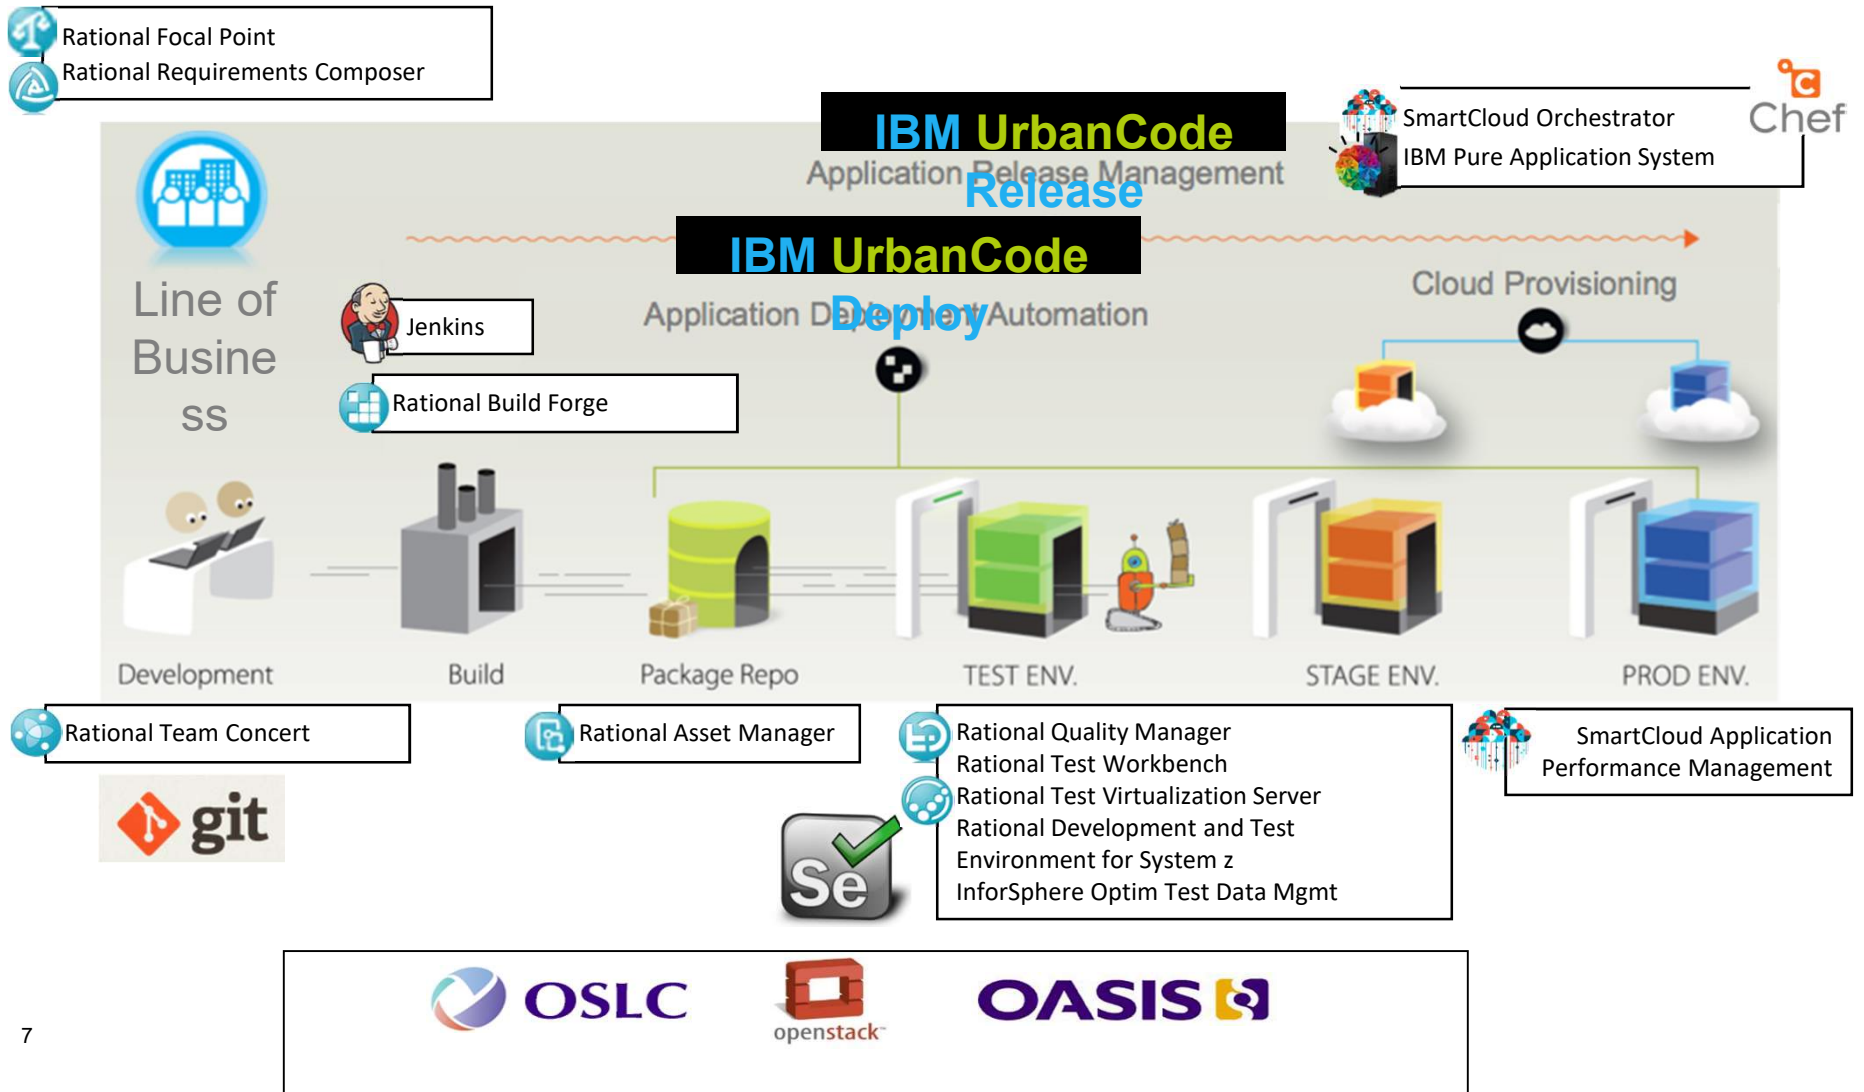 Rational Focal Point
Rational Requirements Composer
IBM UrbanCode
Release
Application Release Management
SmartCloud Orchestrator
IBM Pure Application System
Chef
IBM UrbanCode
Deploy
Application Deployment Automation
Cloud Provisioning
Line of
Busine
ss
Jenkins
Rational Build Forge
Development
Build
Package Repo
TEST ENV.
STAGE ENV.
PROD ENV.
Rational Team Concert
git
Rational Asset Manager
Se
Rational Quality Manager
Rational Test Workbench
Rational Test Virtualization Server
Rational Development and Test
Environment for System z
InforSphere Optim Test Data Mgmt
SmartCloud Application
Performance Management
OSLC
openstack™
OASIS
7